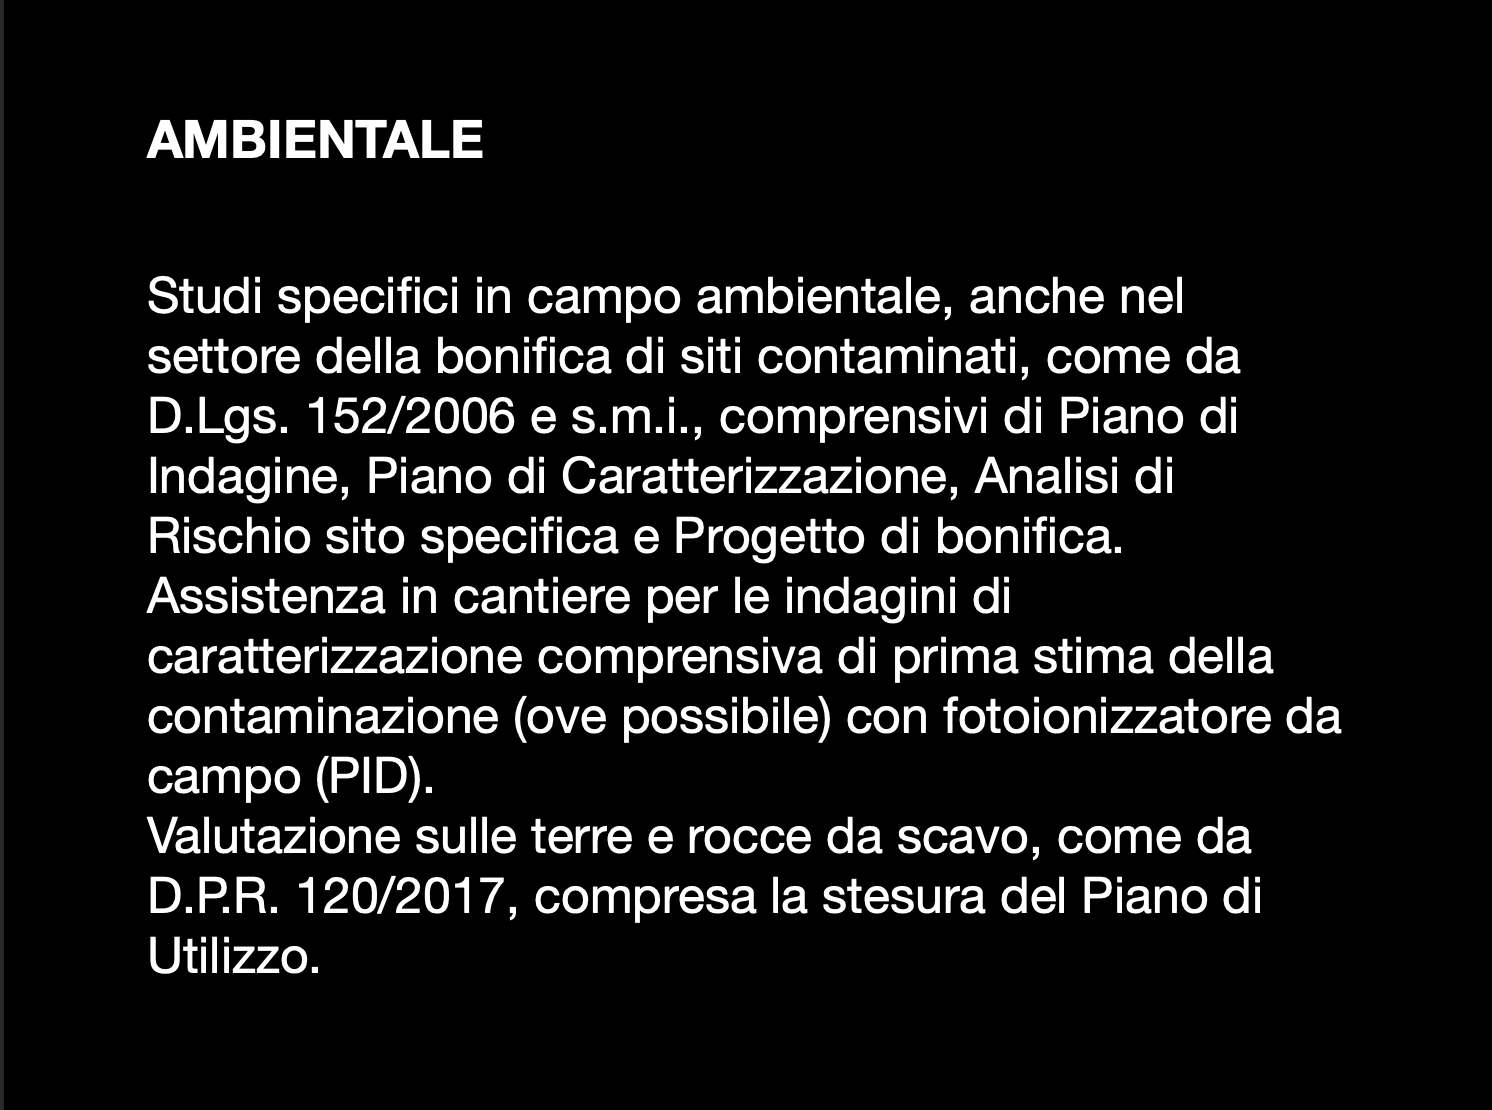 AMBIENTALE
Studi specifici in campo ambientale, anche nel
settore della bonifica di siti contaminati, come da
D.Lgs. 152/2006 e s.m.i., comprensivi di Piano di
Indagine, Piano di Caratterizzazione, Analisi di
Rischio sito specifica e Progetto di bonifica.
Assistenza in cantiere per le indagini di
caratterizzazione comprensiva di prima stima della
contaminazione (ove possibile) con fotoionizzatore da
campo (PID).
Valutazione sulle terre e rocce da scavo, come da
D.P.R. 120/2017, compresa la stesura del Piano di
Utilizzo.